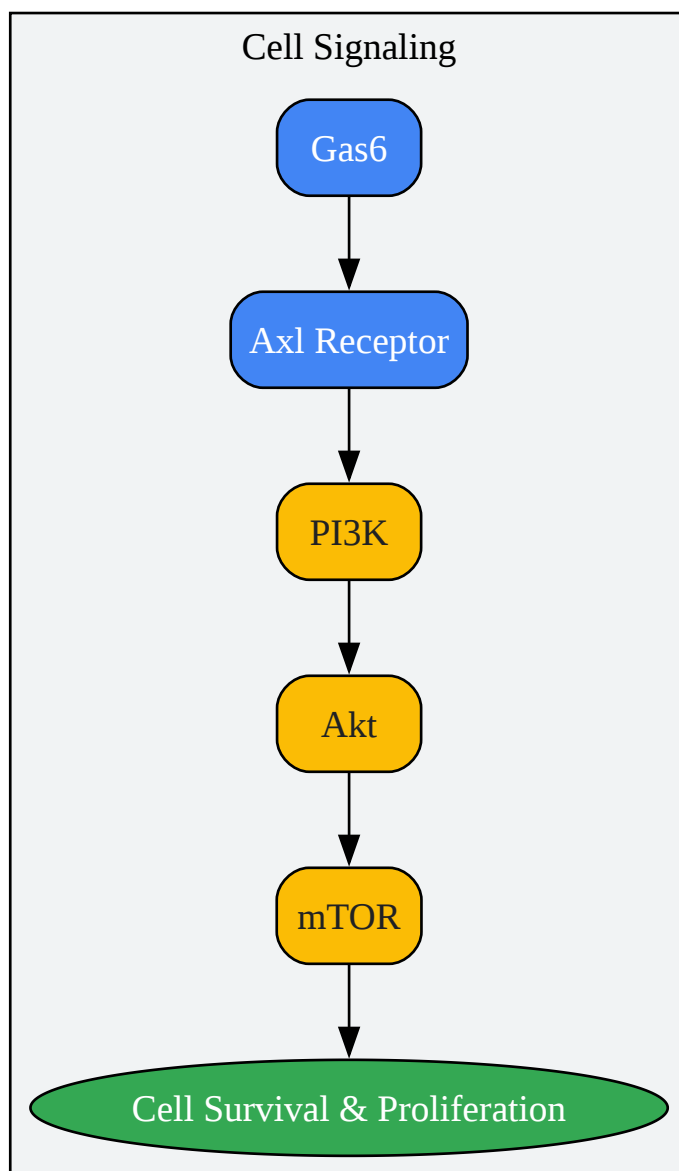 Cell Signaling
Gas6
Axl Receptor
PI3K
Akt
mTOR
Cell Survival & Proliferation